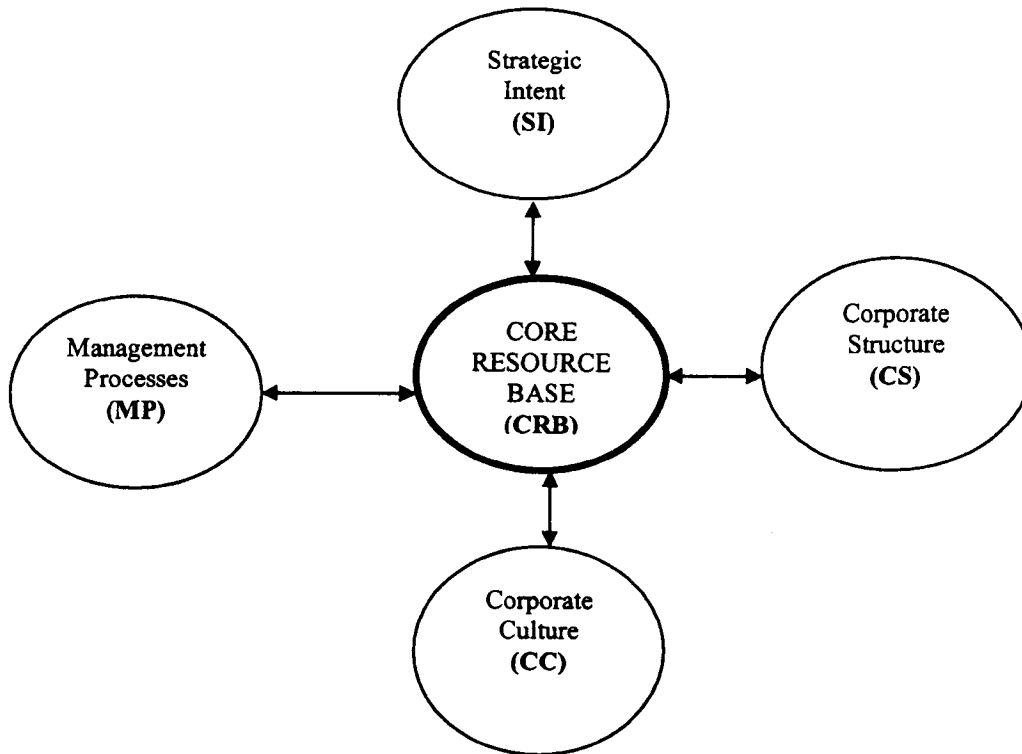 Strategic
Intent
(SI)
Management
Processes
(MP)
CORE
RESOURCE
BASE
(CRB)
Corporate
Structure
(CS)
Corporate
Culture
(CC)